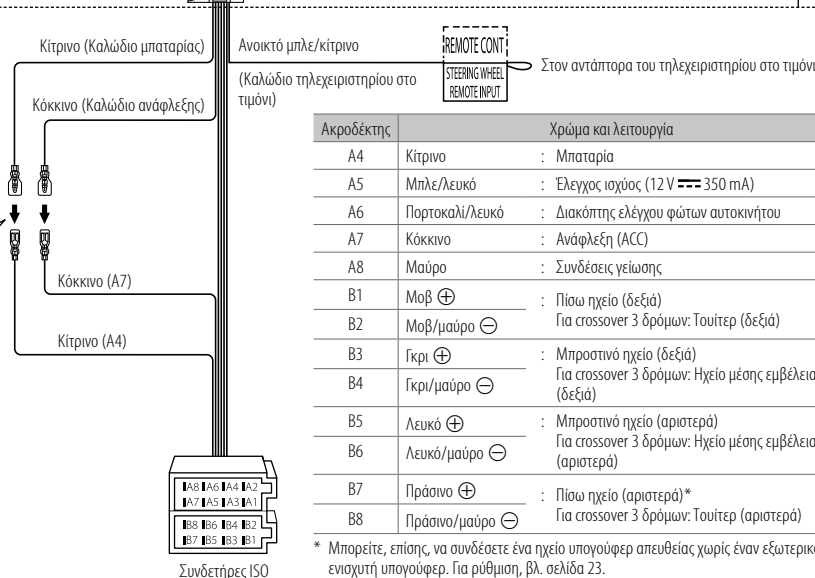 Κίτρινο (Καλώδιο μπαταρίας)
Ανοικτό μπλε/κίτρινο
(Καλώδιο τηλεχειριστηρίου στο
τιμόνι)
REMOTE CONT
STEERING WHEEL
REMOTE INPUT
Στον αντάπτορα του τηλεχειριστηρίου στο τιμόνι
Κόκκινο (Καλώδιο ανάφλεξης)
Κόκκινο (A7)
Κίτρινο (A4)
Ακροδέκτης Χρώμα και λειτουργία
A4 Κίτρινο : Μπαταρία
A5 Μπλε/λευκό : Έλεγχος ισχύος (12 V ⎓ 350 mA)
A6 Πορτοκαλί/λευκό : Διακόπτης ελέγχου φώτων αυτοκινήτου
A7 Κόκκινο : Ανάφλεξη (ACC)
A8 Μαύρο : Συνδέσεις γείωσης
B1 Μοβ ⊕ : Πίσω ηχείο (δεξιά)
B2 Μοβ/μαύρο ⊖ Για crossover 3 δρόμων: Τουίτερ (δεξιά)
B3 Γκρι ⊕ : Μπροστινό ηχείο (δεξιά)
B4 Γκρι/μαύρο ⊖ Για crossover 3 δρόμων: Ηχείο μέσης εμβέλεια
(δεξιά)
B5 Λευκό ⊕ : Μπροστινό ηχείο (αριστερά)
B6 Λευκό/μαύρο ⊖ Για crossover 3 δρόμων: Ηχείο μέσης εμβέλεια
(αριστερά)
B7 Πράσινο ⊕ : Πίσω ηχείο (αριστερά)*
B8 Πράσινο/μαύρο ⊖ Για crossover 3 δρόμων: Τουίτερ (αριστερά)
* Μπορείτε, επίσης, να συνδέσετε ένα ηχείο υπογούφερ απευθείας χωρίς έναν εξωτερικό
ενισχυτή υπογούφερ. Για ρύθμιση, βλ. σελίδα 23.
A8 A6 A4 A2
A7 A5 A3 A1
B8 B6 B4 B2
B7 B5 B3 B1
Συνδετήρες ISO